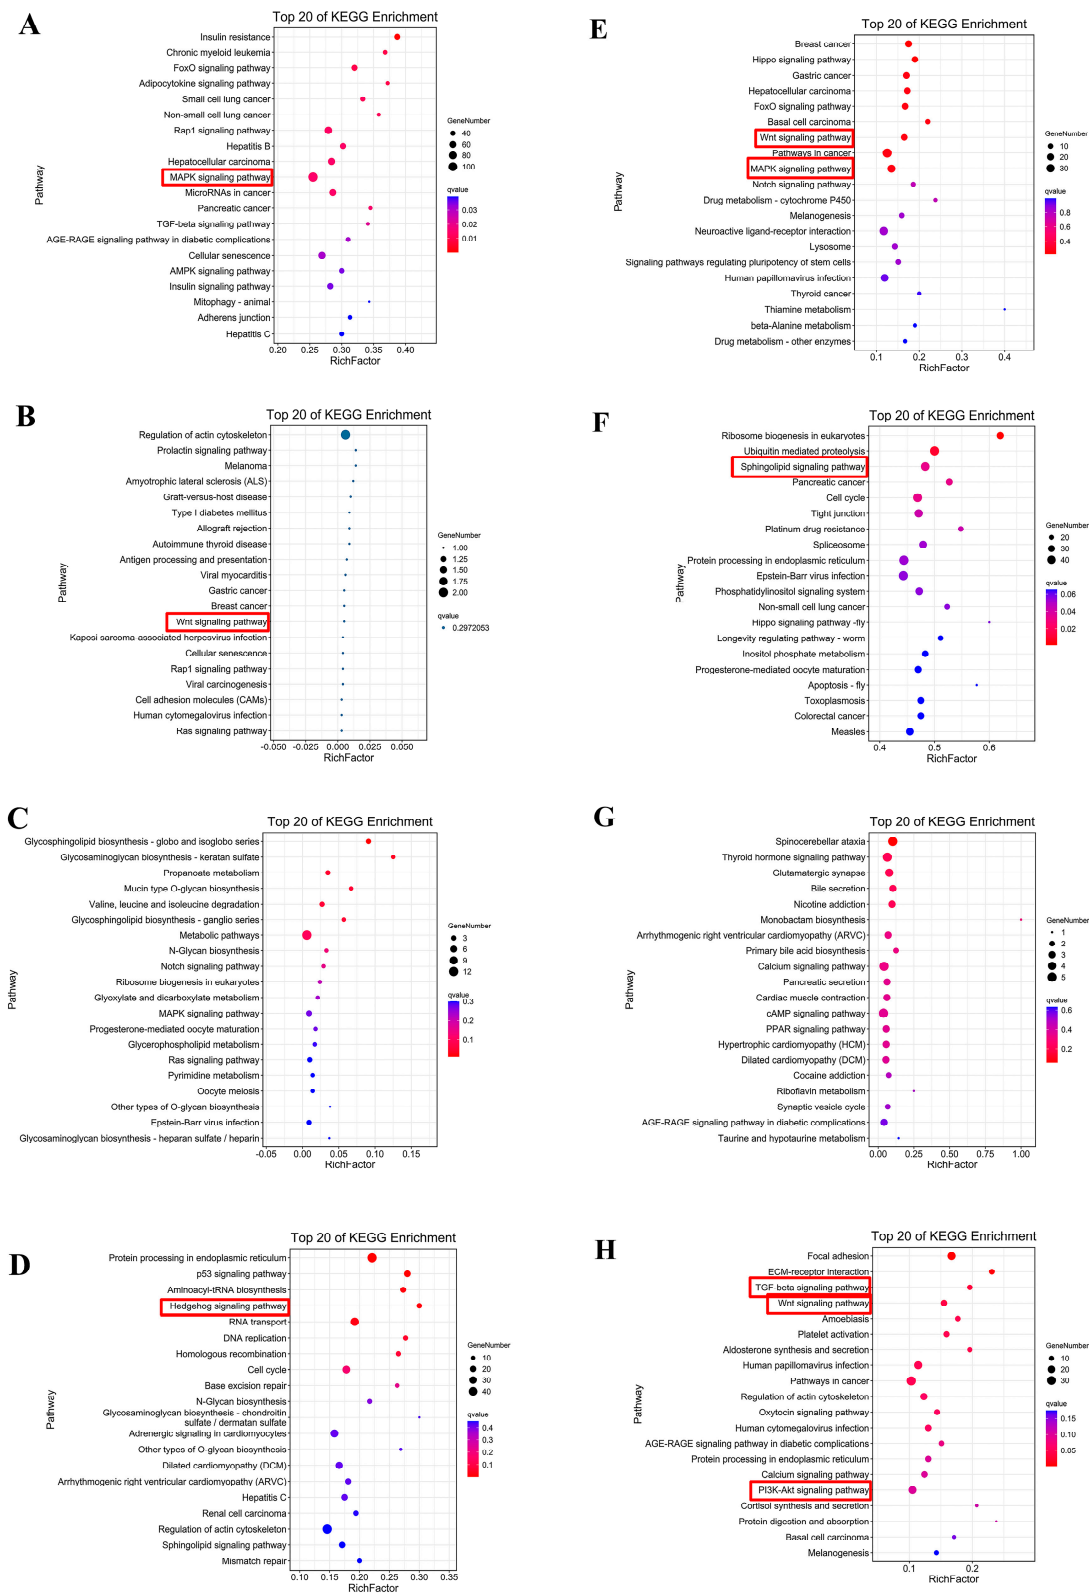 A
Top 20 of KEGG Enrichment
Insulin resistance
Chronic myeloid leukemia
FoxO signaling pathway
Adipocytokine signaling pathway
Small cell lung cancer
Non-small cell lung cancer
Rap1 signaling pathway
Hepatitis B
Hepatocellular carcinoma
MAPK signaling pathway
MicroRNAs in cancer
Pancreatic cancer
TGF-beta signaling pathway
AGE-RAGE signaling pathway in diabetic complications
Cellular senescence
AMPK signaling pathway
Insulin signaling pathway
Mitophagy - animal
Adherens junction
Hepatitis C
Pathway
0.20 0.25 0.30 0.35 0.40
RichFactor
GeneNumber
40
60
80
100
qvalue
0.03
0.02
0.01
E
Top 20 of KEGG Enrichment
Breast cancer
Hippo signaling pathway
Gastric cancer
Hepatocellular carcinoma
FoxO signaling pathway
Basal cell carcinoma
Wnt signaling pathway
Pathways in cancer
MAPK signaling pathway
Notch signaling pathway
Drug metabolism - cytochrome P450
Melanogenesis
Neuroactive ligand-receptor interaction
Lysosome
Signaling pathways regulating pluripotency of stem cells
Human papillomavirus infection
Thyroid cancer
Thiamine metabolism
beta-Alanine metabolism
Drug metabolism - other enzymes
Pathway
0.1 0.2 0.3 0.4
RichFactor
GeneNumber
10
20
30
qvalue
0.8
0.6
0.4
B
Top 20 of KEGG Enrichment
Regulation of actin cytoskeleton
Prolactin signaling pathway
Melanoma
Amyotrophic lateral sclerosis (ALS)
Graft-versus-host disease
Type I diabetes mellitus
Allograft rejection
Autoimmune thyroid disease
Antigen processing and presentation
Viral myocarditis
Gastric cancer
Breast cancer
Wnt signaling pathway
Kaposi sarcoma-associated herpesvirus infection
Cellular senescence
Rap1 signaling pathway
Viral carcinogenesis
Cell adhesion molecules (CAMs)
Human cytomegalovirus infection
Ras signaling pathway
Pathway
-0.050 -0.025 0.000 0.025 0.050
RichFactor
GeneNumber
1.00
1.25
1.50
1.75
2.00
qvalue
0.2972053
F
Top 20 of KEGG Enrichment
Ribosome biogenesis in eukaryotes
Ubiquitin mediated proteolysis
Sphingolipid signaling pathway
Pancreatic cancer
Cell cycle
Tight junction
Platinum drug resistance
Spliceosome
Protein processing in endoplasmic reticulum
Epstein-Barr virus infection
Phosphatidylinositol signaling system
Non-small cell lung cancer
Hippo signaling pathway -fly
Longevity regulating pathway - worm
Inositol phosphate metabolism
Progesterone-mediated oocyte maturation
Apoptosis - fly
Toxoplasmosis
Colorectal cancer
Measles
Pathway
0.4 0.5 0.6
RichFactor
GeneNumber
20
30
40
qvalue
0.06
0.04
0.02
C
Top 20 of KEGG Enrichment
Glycosphingolipid biosynthesis - globo and isoglobo series
Glycosaminoglycan biosynthesis - keratan sulfate
Propanoate metabolism
Mucin type O-glycan biosynthesis
Valine, leucine and isoleucine degradation
Glycosphingolipid biosynthesis - ganglio series
Metabolic pathways
N-Glycan biosynthesis
Notch signaling pathway
Ribosome biogenesis in eukaryotes
Glyoxylate and dicarboxylate metabolism
MAPK signaling pathway
Progesterone-mediated oocyte maturation
Glycerophospholipid metabolism
Ras signaling pathway
Pyrimidine metabolism
Oocyte meiosis
Other types of O-glycan biosynthesis
Epstein-Barr virus infection
Glycosaminoglycan biosynthesis - heparan sulfate / heparin
Pathway
-0.05 0.00 0.05 0.10 0.15
RichFactor
GeneNumber
3
6
9
12
qvalue
0.3
0.2
0.1
G
Top 20 of KEGG Enrichment
Spinocerebellar ataxia
Thyroid hormone signaling pathway
Glutamatergic synapse
Bile secretion
Nicotine addiction
Monobactam biosynthesis
Arrhythmogenic right ventricular cardiomyopathy (ARVC)
Primary bile acid biosynthesis
Calcium signaling pathway
Pancreatic secretion
Cardiac muscle contraction
cAMP signaling pathway
PPAR signaling pathway
Hypertrophic cardiomyopathy (HCM)
Dilated cardiomyopathy (DCM)
Cocaine addiction
Riboflavin metabolism
Synaptic vesicle cycle
AGE-RAGE signaling pathway in diabetic complications
Taurine and hypotaurine metabolism
Pathway
0.00 0.25 0.50 0.75 1.00
RichFactor
GeneNumber
1
2
3
4
5
qvalue
0.6
0.4
0.2
D
Top 20 of KEGG Enrichment
Protein processing in endoplasmic reticulum
p53 signaling pathway
Aminoacyl-tRNA biosynthesis
Hedgehog signaling pathway
RNA transport
DNA replication
Homologous recombination
Cell cycle
Base excision repair
N-Glycan biosynthesis
Glycosaminoglycan biosynthesis - chondroitin
sulfate / dermatan sulfate
Adrenergic signaling in cardiomyocytes
Other types of O-glycan biosynthesis
Dilated cardiomyopathy (DCM)
Arrhythmogenic right ventricular cardiomyopathy (ARVC)
Hepatitis C
Renal cell carcinoma
Regulation of actin cytoskeleton
Sphingolipid signaling pathway
Mismatch repair
Pathway
0.10 0.15 0.20 0.25 0.30 0.35
RichFactor
GeneNumber
10
20
30
40
qvalue
0.4
0.3
0.2
0.1
H
Top 20 of KEGG Enrichment
Focal adhesion
ECM-receptor interaction
TGF-beta signaling pathway
Wnt signaling pathway
Amoebiasis
Platelet activation
Aldosterone synthesis and secretion
Human papillomavirus infection
Pathways in cancer
Regulation of actin cytoskeleton
Oxytocin signaling pathway
Human cytomegalovirus infection
AGE-RAGE signaling pathway in diabetic complications
Protein processing in endoplasmic reticulum
Calcium signaling pathway
PI3K-Akt signaling pathway
Cortisol synthesis and secretion
Protein digestion and absorption
Basal cell carcinoma
Melanogenesis
Pathway
0.1 0.2
RichFactor
GeneNumber
10
20
30
qvalue
0.15
0.10
0.05